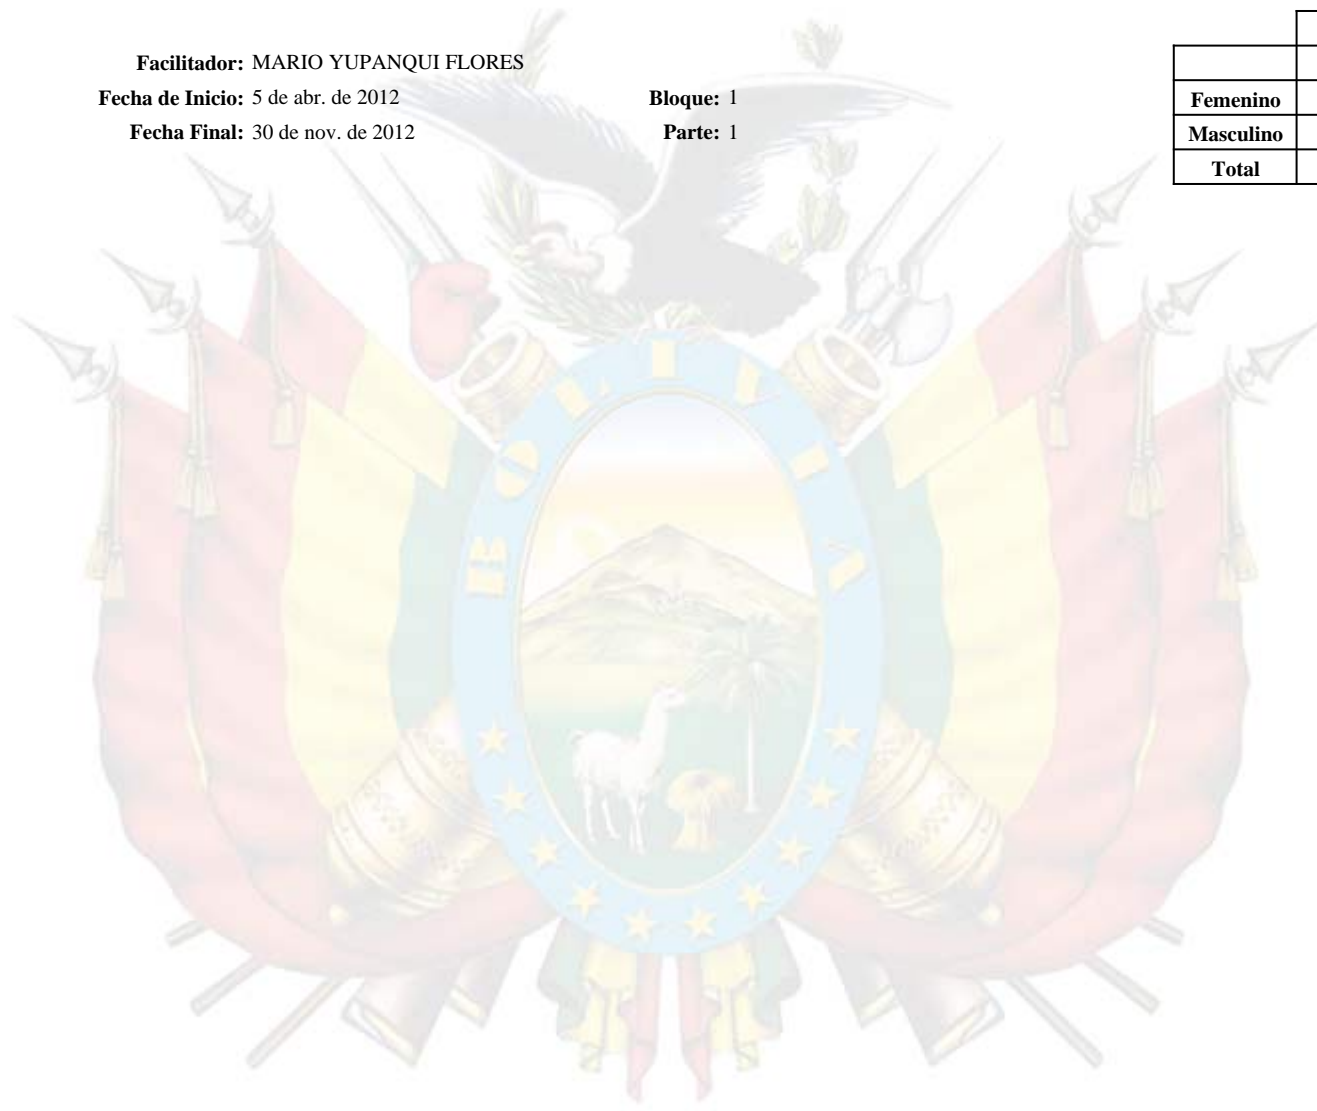 Facilitador: MARIO YUPANQUI FLORES
Fecha de Inicio: 5 de abr. de 2012 Bloque: 1
Fecha Final: 30 de nov. de 2012 Parte: 1
Femenino
Masculino
Total
BOLIVIA